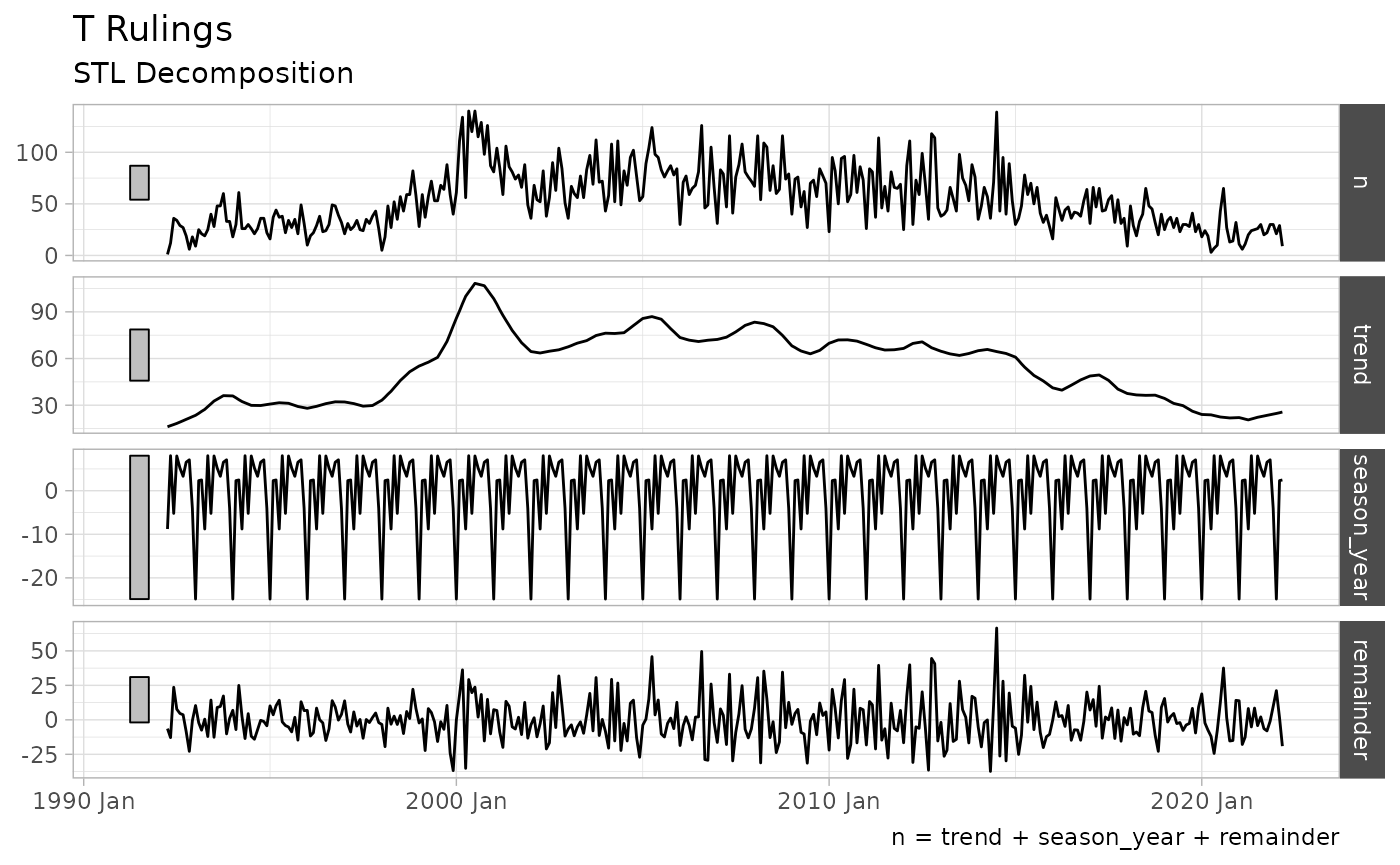 T Rulings
STL Decomposition
100
50
0
n
90
60
30
trend
0
-10
-20
season_year
50
25
0
-25
remainder
1990 Jan
2000 Jan
2010 Jan
2020 Jan
n = trend + season_year + remainder